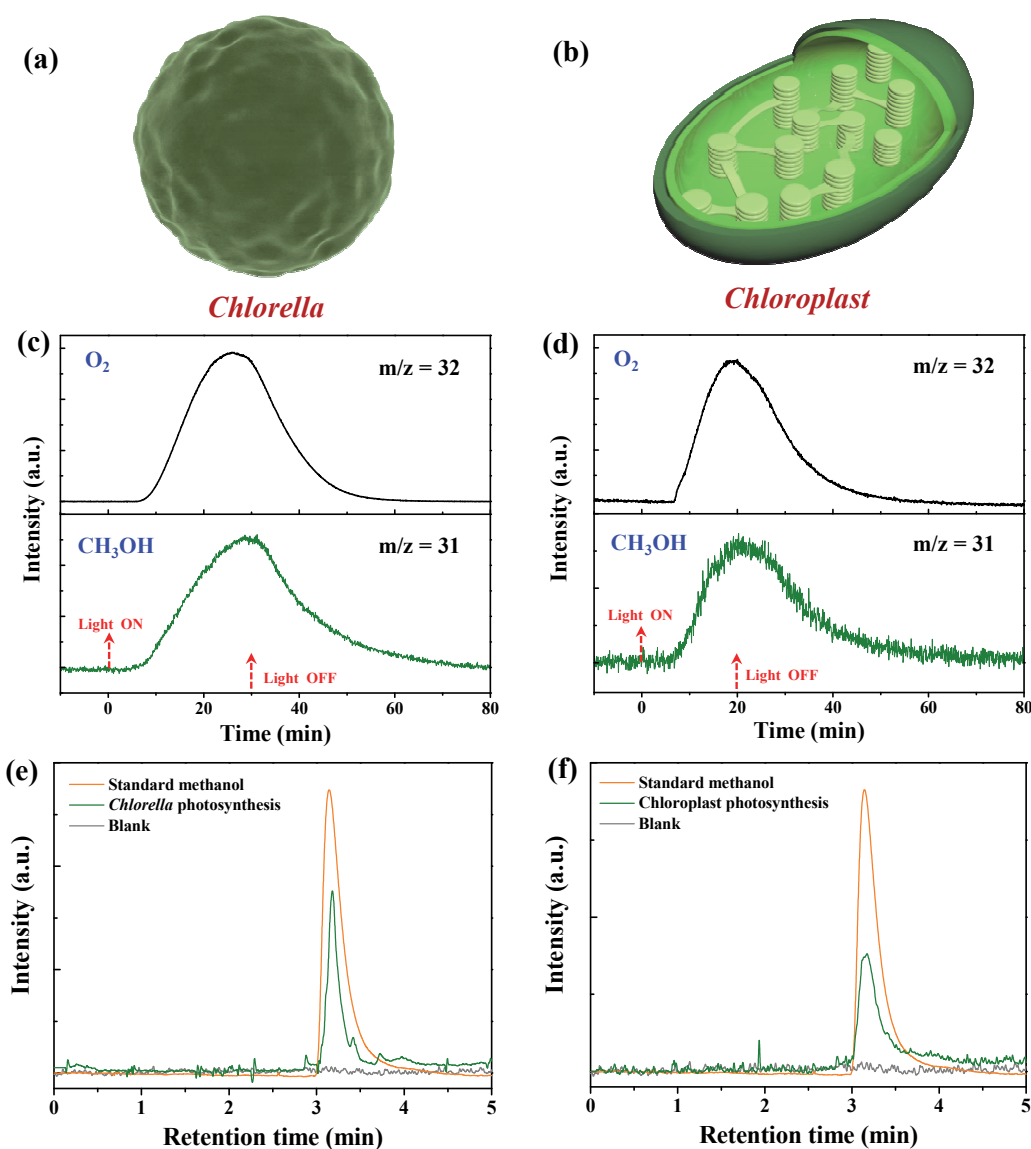 (a)
(b)
Chlorella
Chloroplast
(c)
O₂
m/z = 32
CH₃OH
m/z = 31
Light ON
Light OFF
Intensity (a.u.)
0 20 40 60 80
Time (min)
(d)
O₂
m/z = 32
CH₃OH
m/z = 31
Light ON
Light OFF
Intensity (a.u.)
0 20 40 60 80
Time (min)
(e)
Standard methanol
Chlorella photosynthesis
Blank
Intensity (a.u.)
0 1 2 3 4 5
Retention time (min)
(f)
Standard methanol
Chloroplast photosynthesis
Blank
Intensity (a.u.)
0 1 2 3 4 5
Retention time (min)